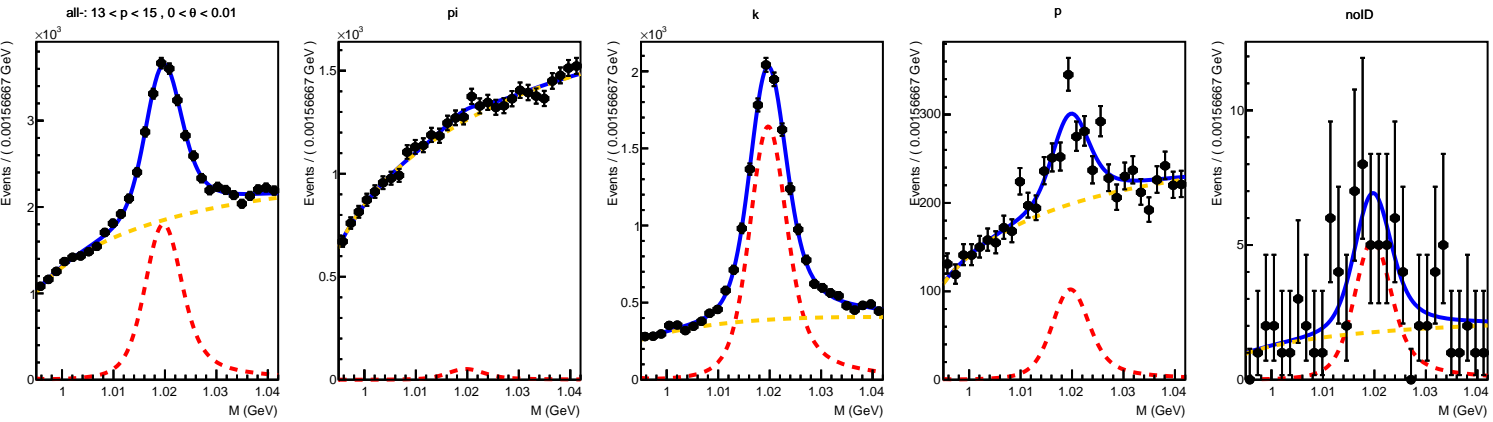 all-: 13 < p < 15 , 0 < θ < 0.01
×10³
Events / ( 0.00156667 GeV )
3
2
1
0
1 1.01 1.02 1.03 1.04
M (GeV)
pi
×10³
Events / ( 0.00156667 GeV )
1.5
1
0.5
0
1 1.01 1.02 1.03 1.04
M (GeV)
k
×10³
Events / ( 0.00156667 GeV )
2
1.5
1
0.5
0
1 1.01 1.02 1.03 1.04
M (GeV)
p
Events / ( 0.00156667 GeV )
300
200
100
0
1 1.01 1.02 1.03 1.04
M (GeV)
noID
Events / ( 0.00156667 GeV )
10
5
0
1 1.01 1.02 1.03 1.04
M (GeV)